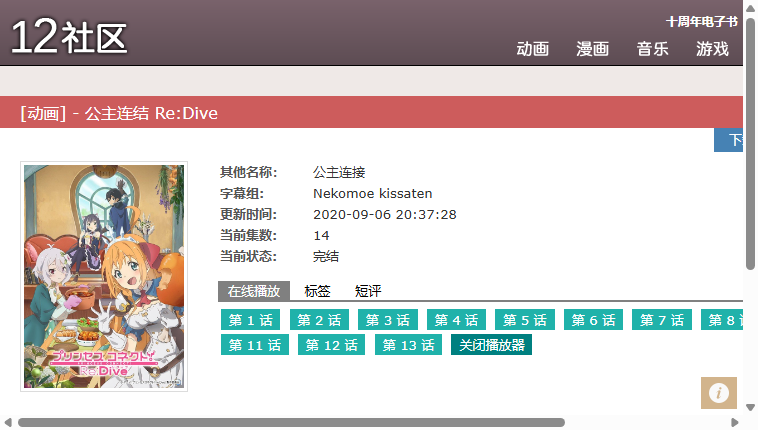 12社区
十周年电子书
动画 漫画 音乐 游戏
[动画] - 公主连结 Re:Dive
其他名称: 公主连接
字幕组: Nekomoe kissaten
更新时间: 2020-09-06 20:37:28
当前集数: 14
当前状态: 完结
在线播放 标签 短评
第 1 话 第 2 话 第 3 话 第 4 话 第 5 话 第 6 话 第 7 话 第 8
第 11 话 第 12 话 第 13 话 关闭播放器
プリンセスコネクト!
Re:Dive
i